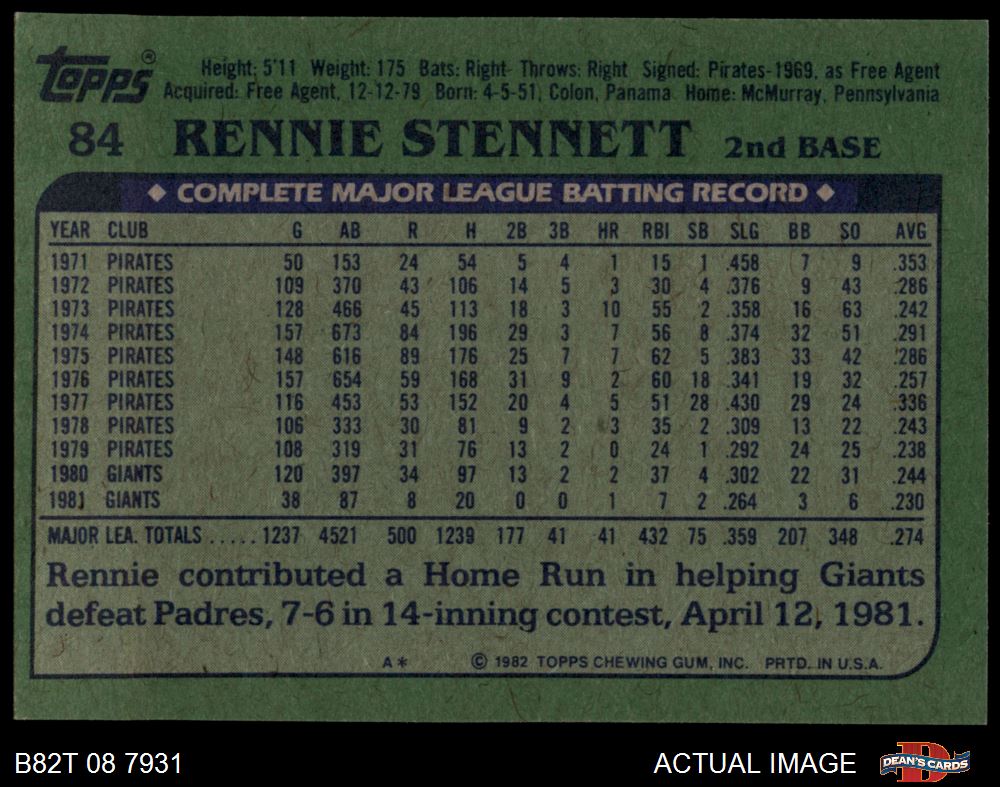 Topps®
Height: 5'11 Weight: 175 Bats: Right Throws: Right Signed: Pirates-1969, as Free Agent
Acquired: Free Agent, 12-12-79 Born: 4-5-51, Colon, Panama Home: McMurray, Pennsylvania
84 RENNIE STENNETT 2nd BASE
◆ COMPLETE MAJOR LEAGUE BATTING RECORD ◆
YEAR CLUB G AB R H 2B 3B HR RBI SB SLG BB SO AVG
1971 PIRATES 50 153 24 54 5 4 1 15 1 .458 7 9 .353
1972 PIRATES 109 370 43 106 14 5 3 30 4 .376 9 43 .286
1973 PIRATES 128 466 45 113 18 3 10 55 2 .358 16 63 .242
1974 PIRATES 157 673 84 196 29 3 7 56 8 .374 32 51 .291
1975 PIRATES 148 616 89 176 25 7 7 62 5 .383 33 42 .286
1976 PIRATES 157 654 59 168 31 9 2 60 18 .341 19 32 .257
1977 PIRATES 116 453 53 152 20 4 5 51 28 .430 29 24 .336
1978 PIRATES 106 333 30 81 9 2 3 35 2 .309 13 22 .243
1979 PIRATES 108 319 31 76 13 2 0 24 1 .292 24 25 .238
1980 GIANTS 120 397 34 97 13 2 2 37 4 .302 22 31 .244
1981 GIANTS 38 87 8 20 0 0 1 7 2 .264 3 6 .230
MAJOR LEA. TOTALS ..... 1237 4521 500 1239 177 41 41 432 75 .359 207 348 .274
Rennie contributed a Home Run in helping Giants
defeat Padres, 7-6 in 14-inning contest, April 12, 1981.
A* © 1982 TOPPS CHEWING GUM, INC. PRTD. IN U.S.A.
B82T 08 7931 ACTUAL IMAGE DEAN'S CARDS